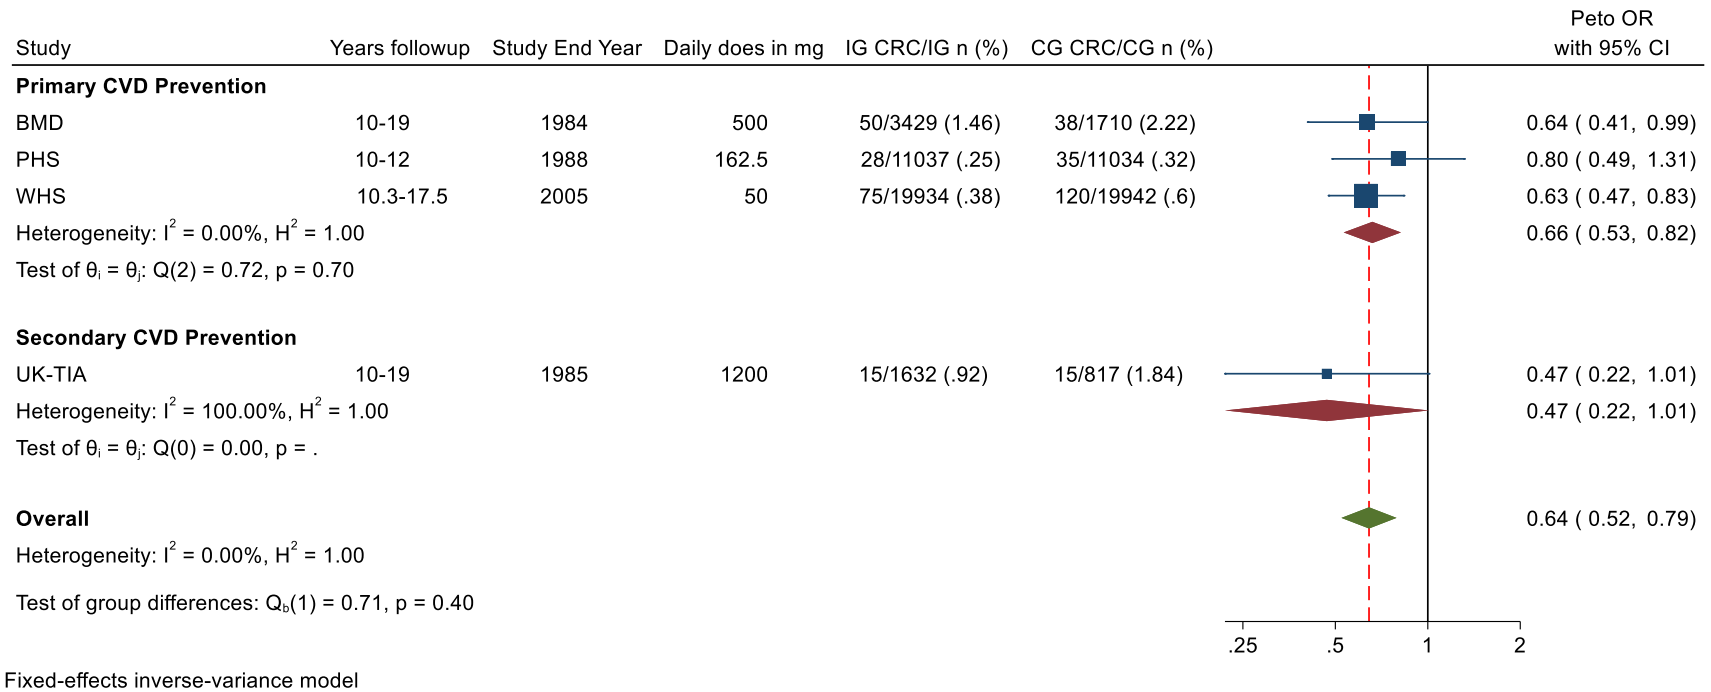 Peto OR
Study Years followup Study End Year Daily does in mg IG CRC/IG n (%) CG CRC/CG n (%) with 95% CI
Primary CVD Prevention
BMD 10-19 1984 500 50/3429 (1.46) 38/1710 (2.22) 0.64 ( 0.41, 0.99)
PHS 10-12 1988 162.5 28/11037 (.25) 35/11034 (.32) 0.80 ( 0.49, 1.31)
WHS 10.3-17.5 2005 50 75/19934 (.38) 120/19942 (.6) 0.63 ( 0.47, 0.83)
Heterogeneity: I² = 0.00%, H² = 1.00 0.66 ( 0.53, 0.82)
Test of θᵢ = θⱼ: Q(2) = 0.72, p = 0.70
Secondary CVD Prevention
UK-TIA 10-19 1985 1200 15/1632 (.92) 15/817 (1.84) 0.47 ( 0.22, 1.01)
Heterogeneity: I² = 100.00%, H² = 1.00 0.47 ( 0.22, 1.01)
Test of θᵢ = θⱼ: Q(0) = 0.00, p = .
Overall 0.64 ( 0.52, 0.79)
Heterogeneity: I² = 0.00%, H² = 1.00
Test of group differences: Q_b(1) = 0.71, p = 0.40
.25 .5 1 2
Fixed-effects inverse-variance model